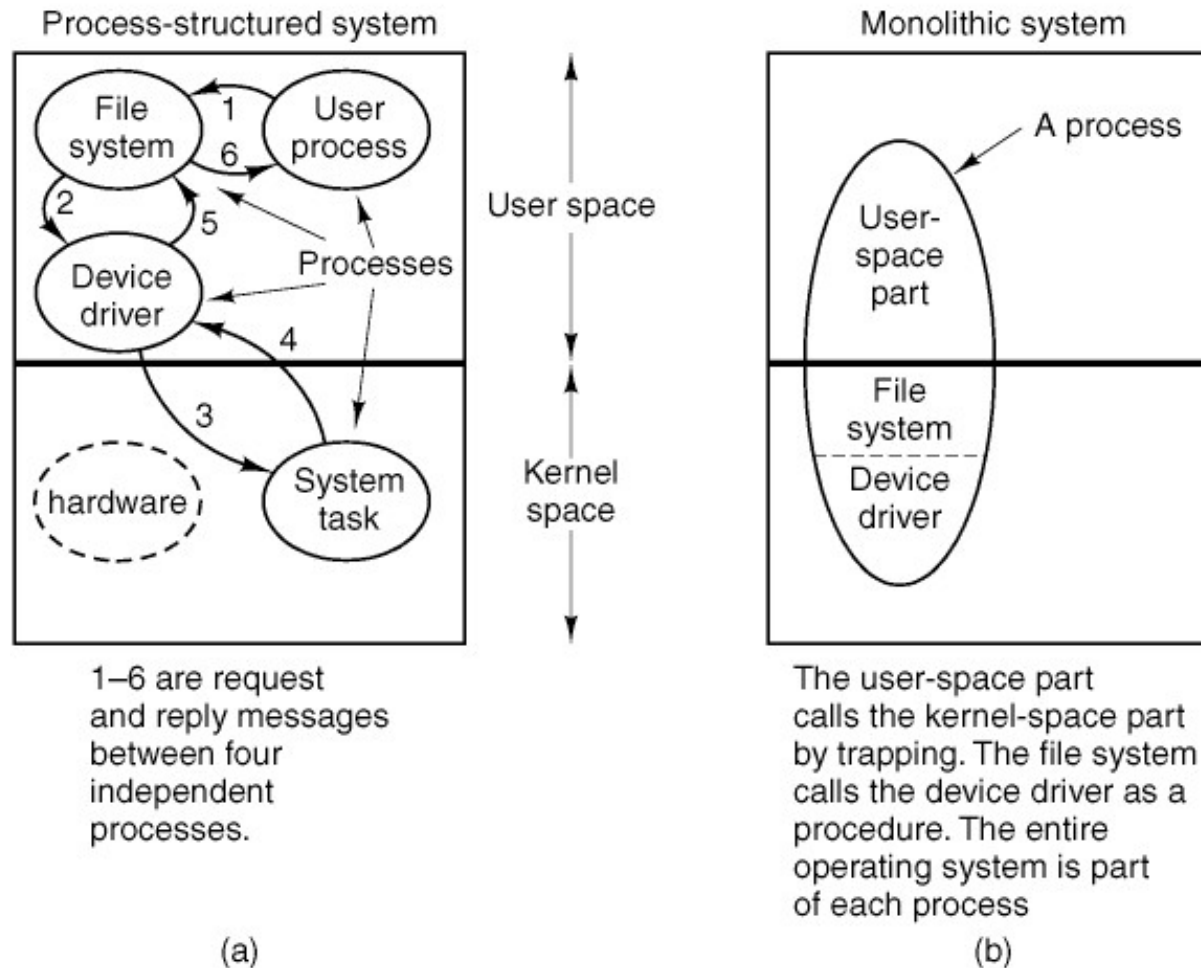 Process-structured system
File
system
1
User
process
6
2
5
Device
driver
Processes
4
3
hardware
System
task
1–6 are request
and reply messages
between four
independent
processes.
(a)
User space
Kernel
space
Monolithic system
A process
User-
space
part
File
system
Device
driver
The user-space part
calls the kernel-space part
by trapping. The file system
calls the device driver as a
procedure. The entire
operating system is part
of each process
(b)